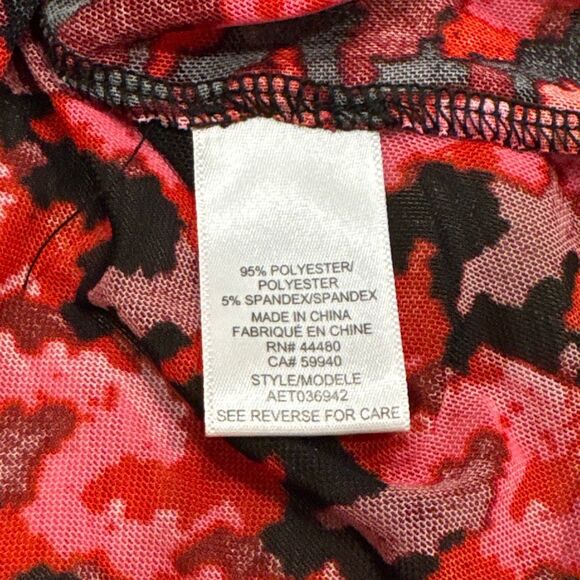 95% POLYESTER/
POLYESTER
5% SPANDEX/SPANDEX
MADE IN CHINA
FABRIQUÉ EN CHINE
RN# 44480
CA# 59940
STYLE/MODELE
AET036942
SEE REVERSE FOR CARE